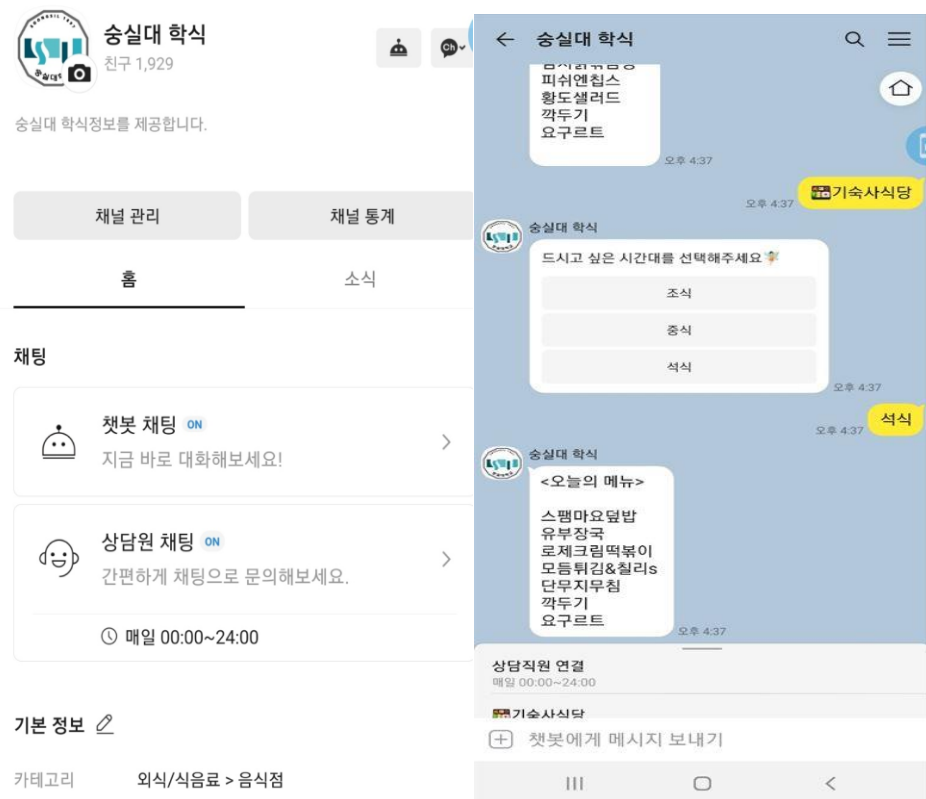 숭실대 학식
친구 1,929
Ch
숭실대 학식정보를 제공합니다.
채널 관리
채널 통계
홈
소식
채팅
챗봇 채팅 ON
지금 바로 대화해보세요!
상담원 채팅 ON
간편하게 채팅으로 문의해보세요.
매일 00:00~24:00
기본 정보
카테고리
외식/식음료 > 음식점
숭실대 학식
피쉬엔칩스
황도샐러드
깍두기
요구르트
오후 4:37
기숙사식당
오후 4:37
숭실대 학식
드시고 싶은 시간대를 선택해주세요
조식
중식
석식
오후 4:37
석식
오후 4:37
숭실대 학식
<오늘의 메뉴>
스팸마요덮밥
유부장국
로제크림떡볶이
모듬튀김&칠리s
단무지무침
깍두기
요구르트
오후 4:37
상담직원 연결
매일 00:00~24:00
기숙사식당
챗봇에게 메시지 보내기